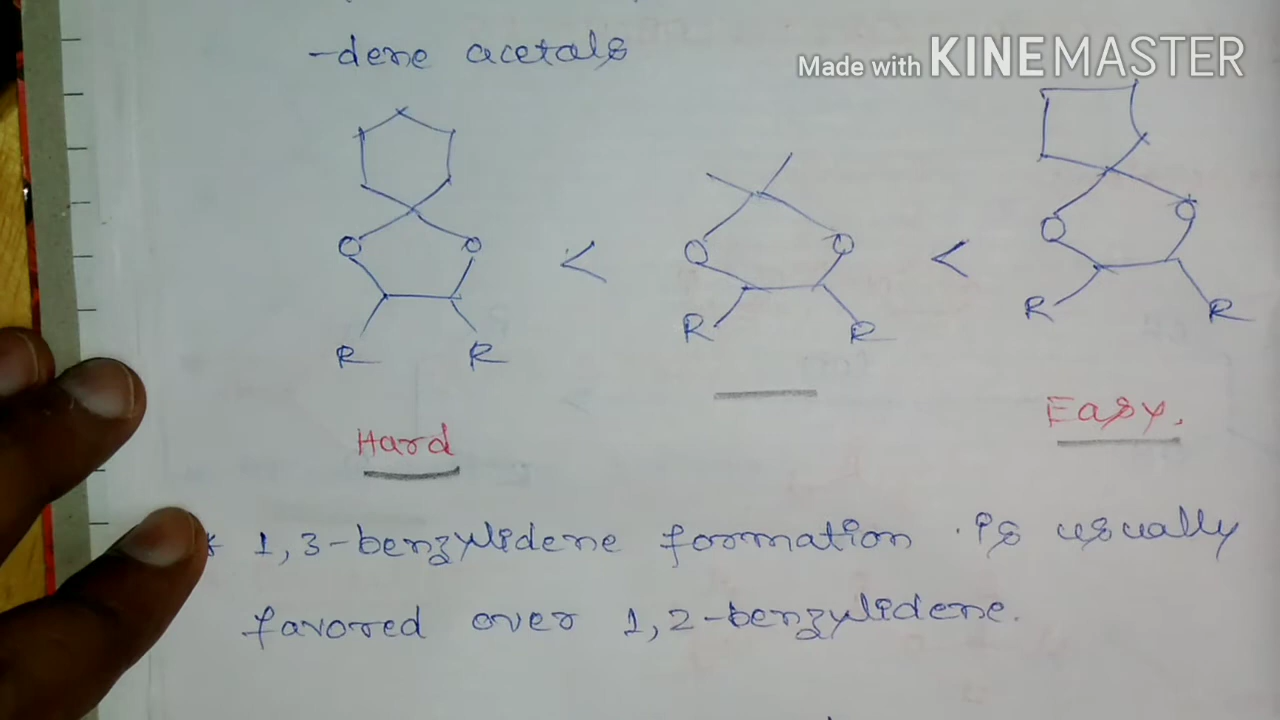 -dene acetals
Made with KINEMASTER
O O < O O < O O
R R R R R R
Hard Easy.
* 1,3-benzylidene formation is usually
favored over 1,2-benzylidene.